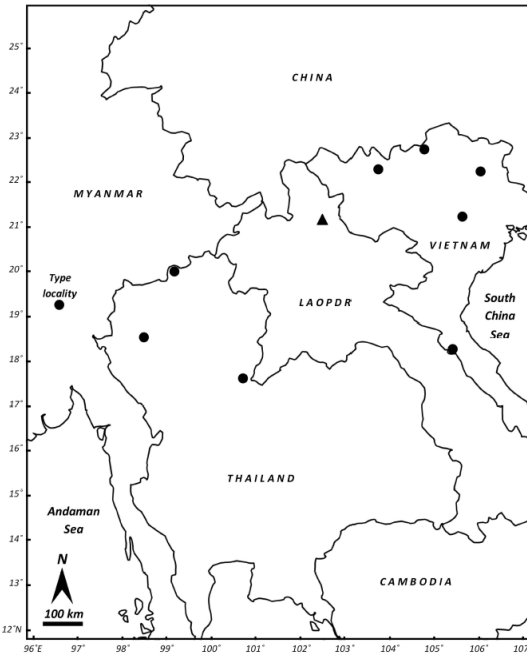 25°
CHINA
24°
23°
22°
MYANMAR
21°
VIETNAM
20°
Type
locality
LAOPDR
South
China
Sea
19°
18°
17°
16°
THAILAND
15°
Andaman
Sea
14°
N
13°
CAMBODIA
100 km
12°N
96°E 97° 98° 99° 100° 101° 102° 103° 104° 105° 106°